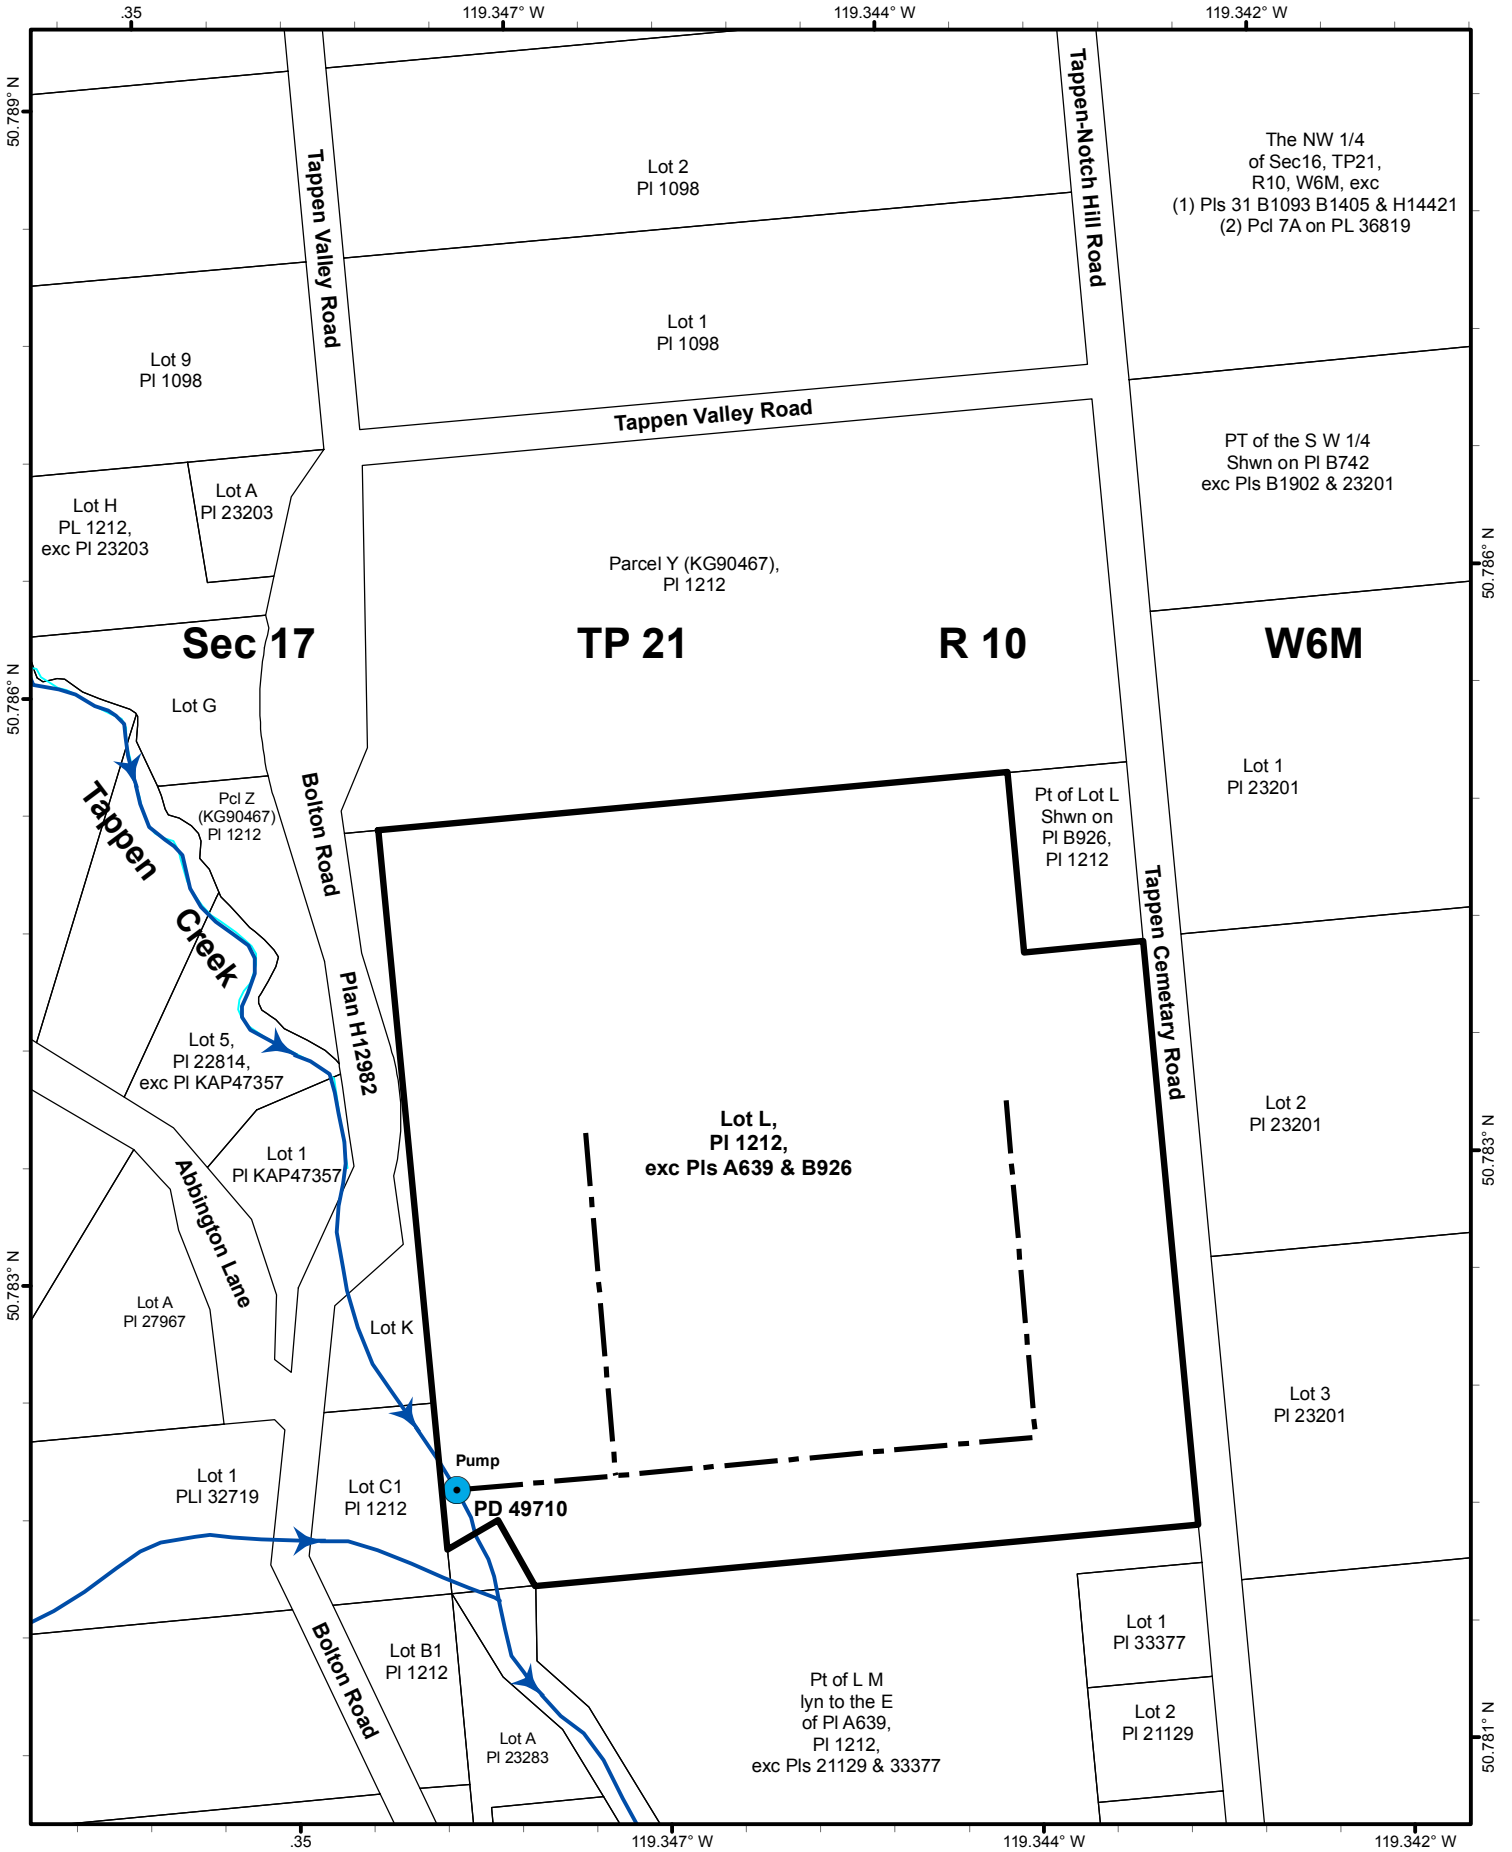 .35
119.347° W
119.344° W
119.342° W
50.789° N
Tappen Valley Road
Lot 2
Pl 1098
Tappen-Notch Hill Road
The NW 1/4
of Sec16, TP21,
R10, W6M, exc
(1) Pls 31 B1093 B1405 & H14421
(2) Pcl 7A on PL 36819
Lot 9
Pl 1098
Lot 1
Pl 1098
Tappen Valley Road
PT of the S W 1/4
Shwn on Pl B742
exc Pls B1902 & 23201
Lot H
PL 1212,
exc Pl 23203
Lot A
Pl 23203
Parcel Y (KG90467),
Pl 1212
50.786° N
Sec 17
TP 21
R 10
W6M
50.786° N
Lot G
Tappen
Creek
Pcl Z
(KG90467)
Pl 1212
Bolton Road
Plan H12982
Pt of Lot L
Shwn on
Pl B926,
Pl 1212
Lot 1
Pl 23201
Tappen Cemetary Road
Lot 5,
Pl 22814,
exc Pl KAP47357
Lot L,
Pl 1212,
exc Pls A639 & B926
Lot 2
Pl 23201
50.783° N
Lot 1
Pl KAP47357
Abbington Lane
50.783° N
Lot A
Pl 27967
Lot K
Lot 3
Pl 23201
Pump
PD 49710
Lot 1
PLI 32719
Lot C1
Pl 1212
Bolton Road
Lot B1
Pl 1212
Lot A
Pl 23283
Pt of L M
lyn to the E
of Pl A639,
Pl 1212,
exc Pls 21129 & 33377
Lot 1
Pl 33377
Lot 2
Pl 21129
50.781° N
.35
119.347° W
119.344° W
119.342° W